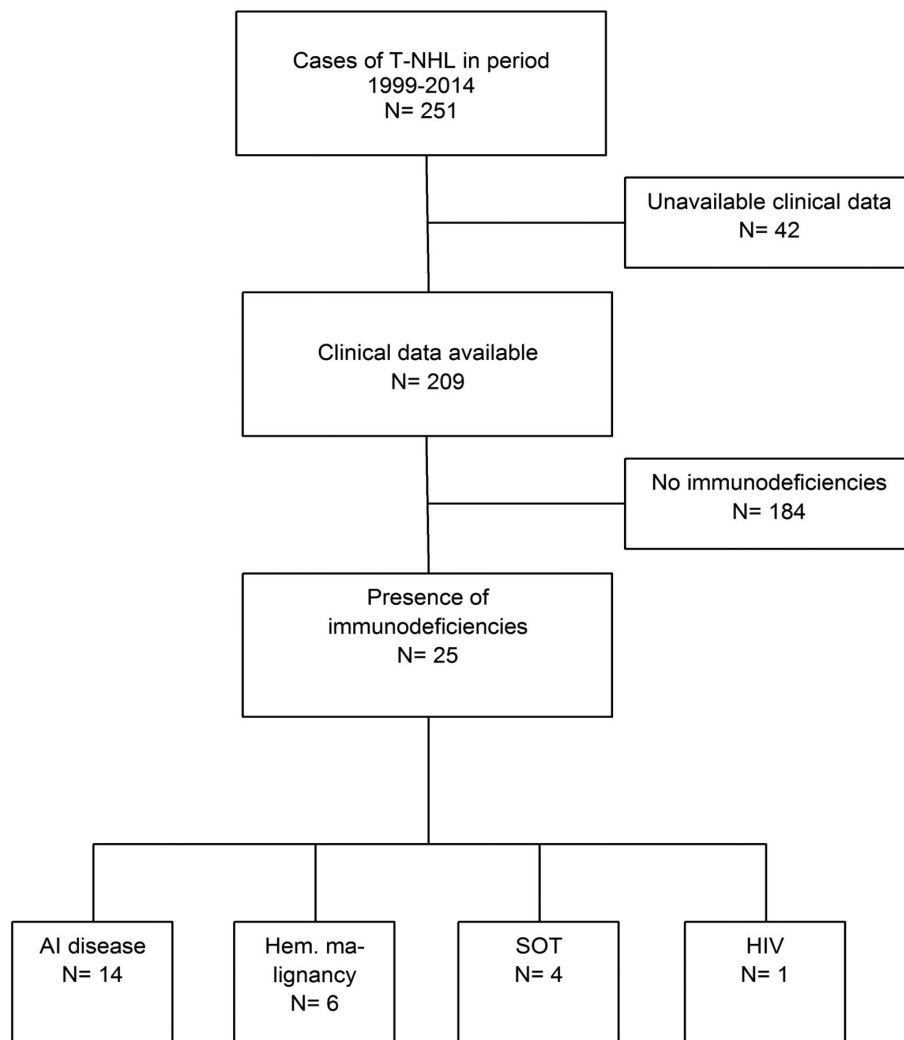 Cases of T-NHL in period
1999-2014
N= 251
Unavailable clinical data
N= 42
Clinical data available
N= 209
No immunodeficiencies
N= 184
Presence of
immunodeficiencies
N= 25
AI disease
N= 14
Hem. ma-
lignancy
N= 6
SOT
N= 4
HIV
N= 1